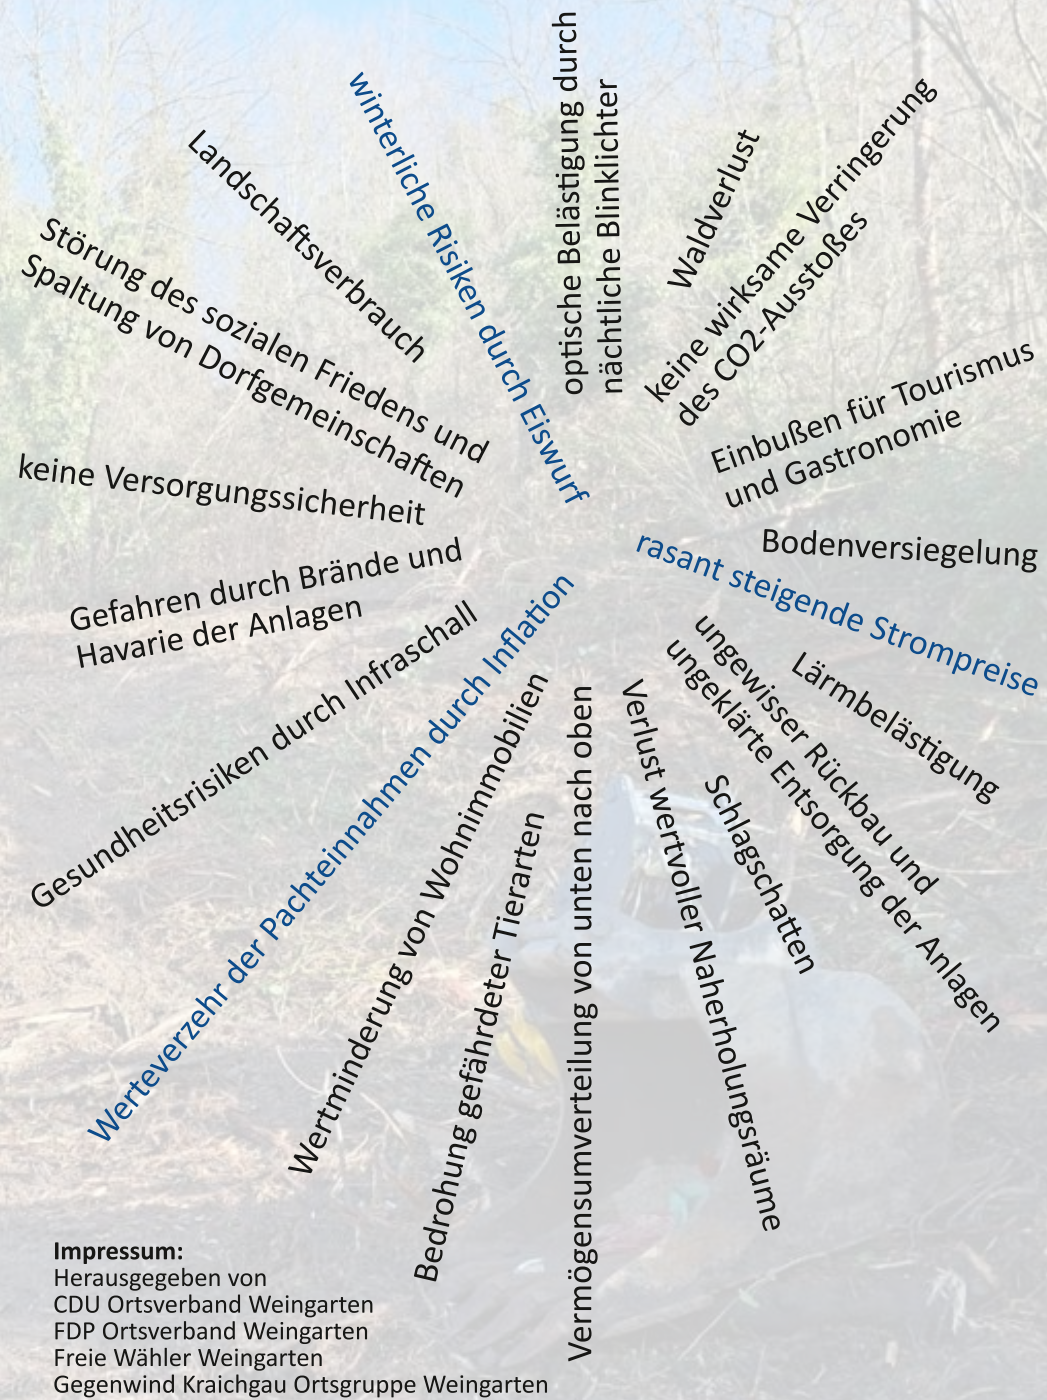 optische Belästigung durch
nächtliche Blinklichter
Waldverlust
keine wirksame Verringerung
des CO2-Ausstoßes
Einbußen für Tourismus
und Gastronomie
Bodenversiegelung
rasant steigende Strompreise
Lärmbelästigung
ungewisser Rückbau und
ungeklärte Entsorgung der Anlagen
Schlagschatten
Verlust wertvoller Naherholungsräume
Vermögensumverteilung von unten nach oben
Bedrohung gefährdeter Tierarten
Wertminderung von Wohnimmobilien
Werteverzehr der Pachteinnahmen durch Inflation
Gesundheitsrisiken durch Infraschall
Gefahren durch Brände und
Havarie der Anlagen
keine Versorgungssicherheit
Störung des sozialen Friedens und
Spaltung von Dorfgemeinschaften
Landschaftsverbrauch
winterliche Risiken durch Eiswurf
Impressum:
Herausgegeben von
CDU Ortsverband Weingarten
FDP Ortsverband Weingarten
Freie Wähler Weingarten
Gegenwind Kraichgau Ortsgruppe Weingarten